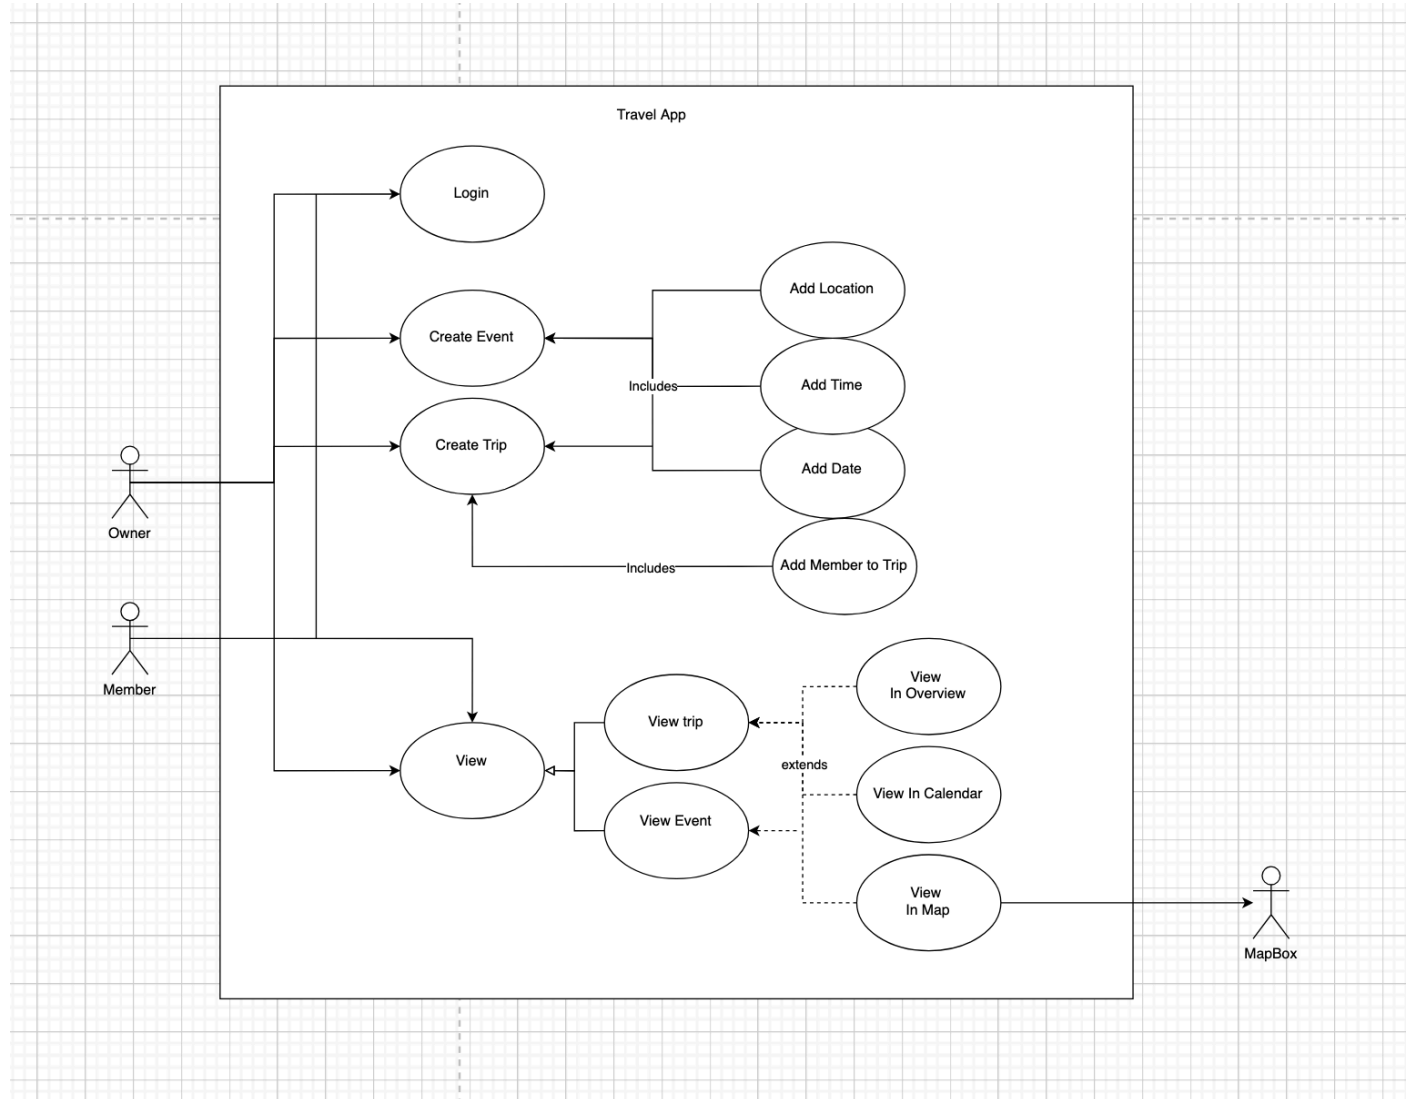 Travel App
Login
Add Location
Create Event
Add Time
Includes
Create Trip
Add Date
Owner
Add Member to Trip
Includes
Member
View
In Overview
View trip
View
extends
View In Calendar
View Event
View
In Map
MapBox